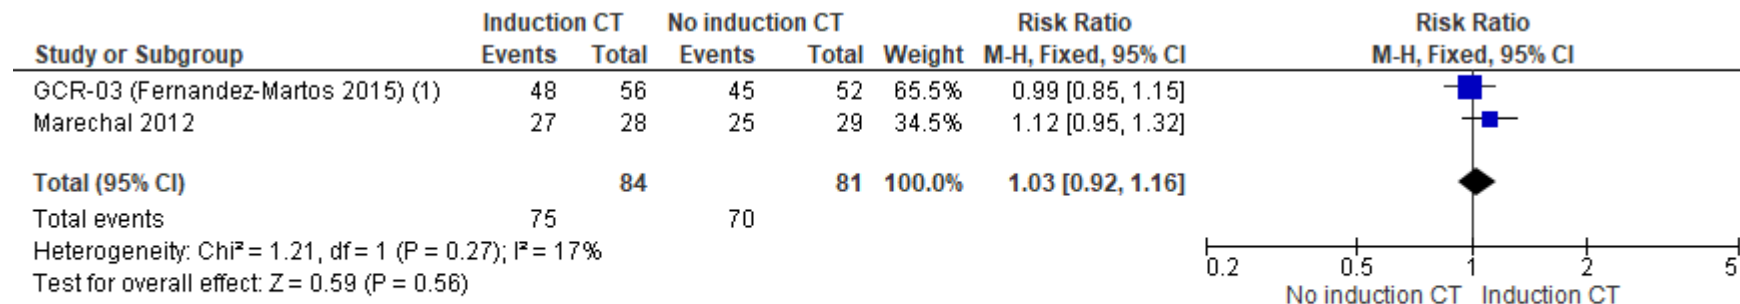 Induction CT No induction CT Risk Ratio Risk Ratio
Study or Subgroup Events Total Events Total Weight M-H, Fixed, 95% CI M-H, Fixed, 95% CI
GCR-03 (Fernandez-Martos 2015) (1) 48 56 45 52 65.5% 0.99 [0.85, 1.15]
Marechal 2012 27 28 25 29 34.5% 1.12 [0.95, 1.32]
Total (95% CI) 84 81 100.0% 1.03 [0.92, 1.16]
Total events 75 70
Heterogeneity: Chi² = 1.21, df = 1 (P = 0.27); I² = 17%
Test for overall effect: Z = 0.59 (P = 0.56)
0.2 0.5 1 2 5
No induction CT Induction CT